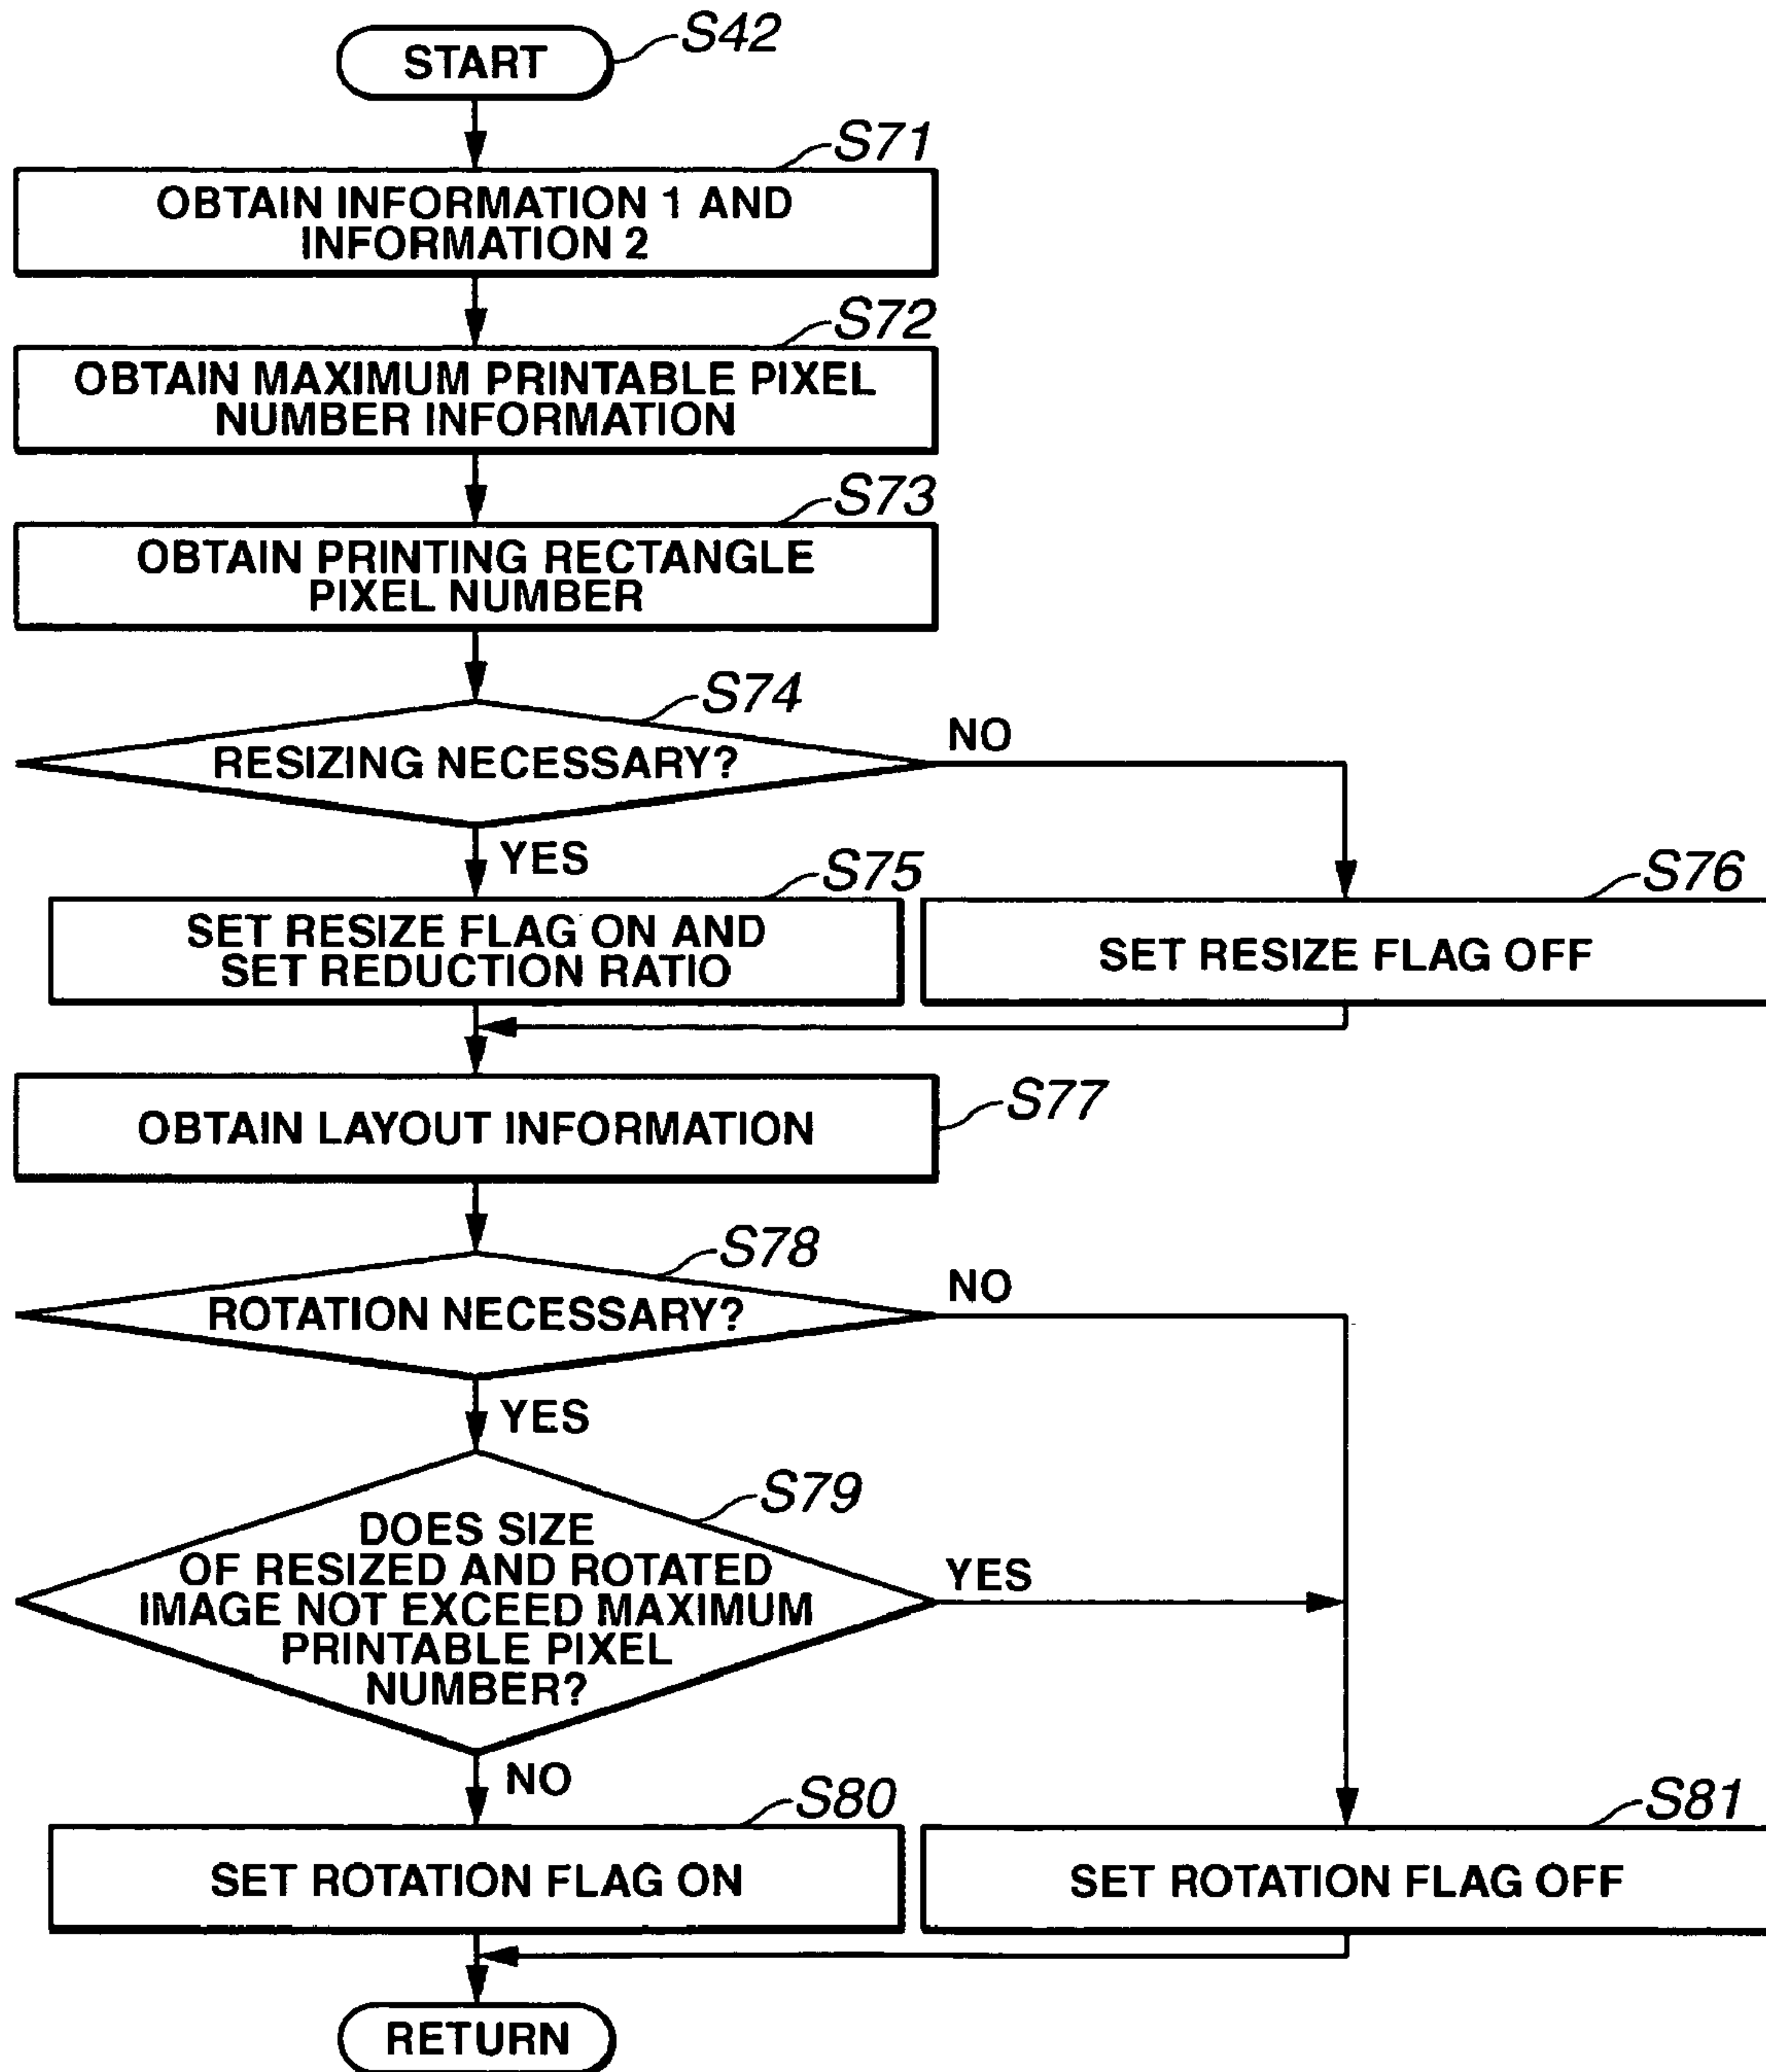 START
S42
S71
OBTAIN INFORMATION 1 AND
INFORMATION 2
S72
OBTAIN MAXIMUM PRINTABLE PIXEL
NUMBER INFORMATION
S73
OBTAIN PRINTING RECTANGLE
PIXEL NUMBER
S74
RESIZING NECESSARY?
NO
YES
S75
SET RESIZE FLAG ON AND
SET REDUCTION RATIO
S76
SET RESIZE FLAG OFF
OBTAIN LAYOUT INFORMATION
S77
S78
ROTATION NECESSARY?
NO
YES
S79
DOES SIZE
OF RESIZED AND ROTATED
IMAGE NOT EXCEED MAXIMUM
PRINTABLE PIXEL
NUMBER?
YES
NO
S80
SET ROTATION FLAG ON
S81
SET ROTATION FLAG OFF
RETURN